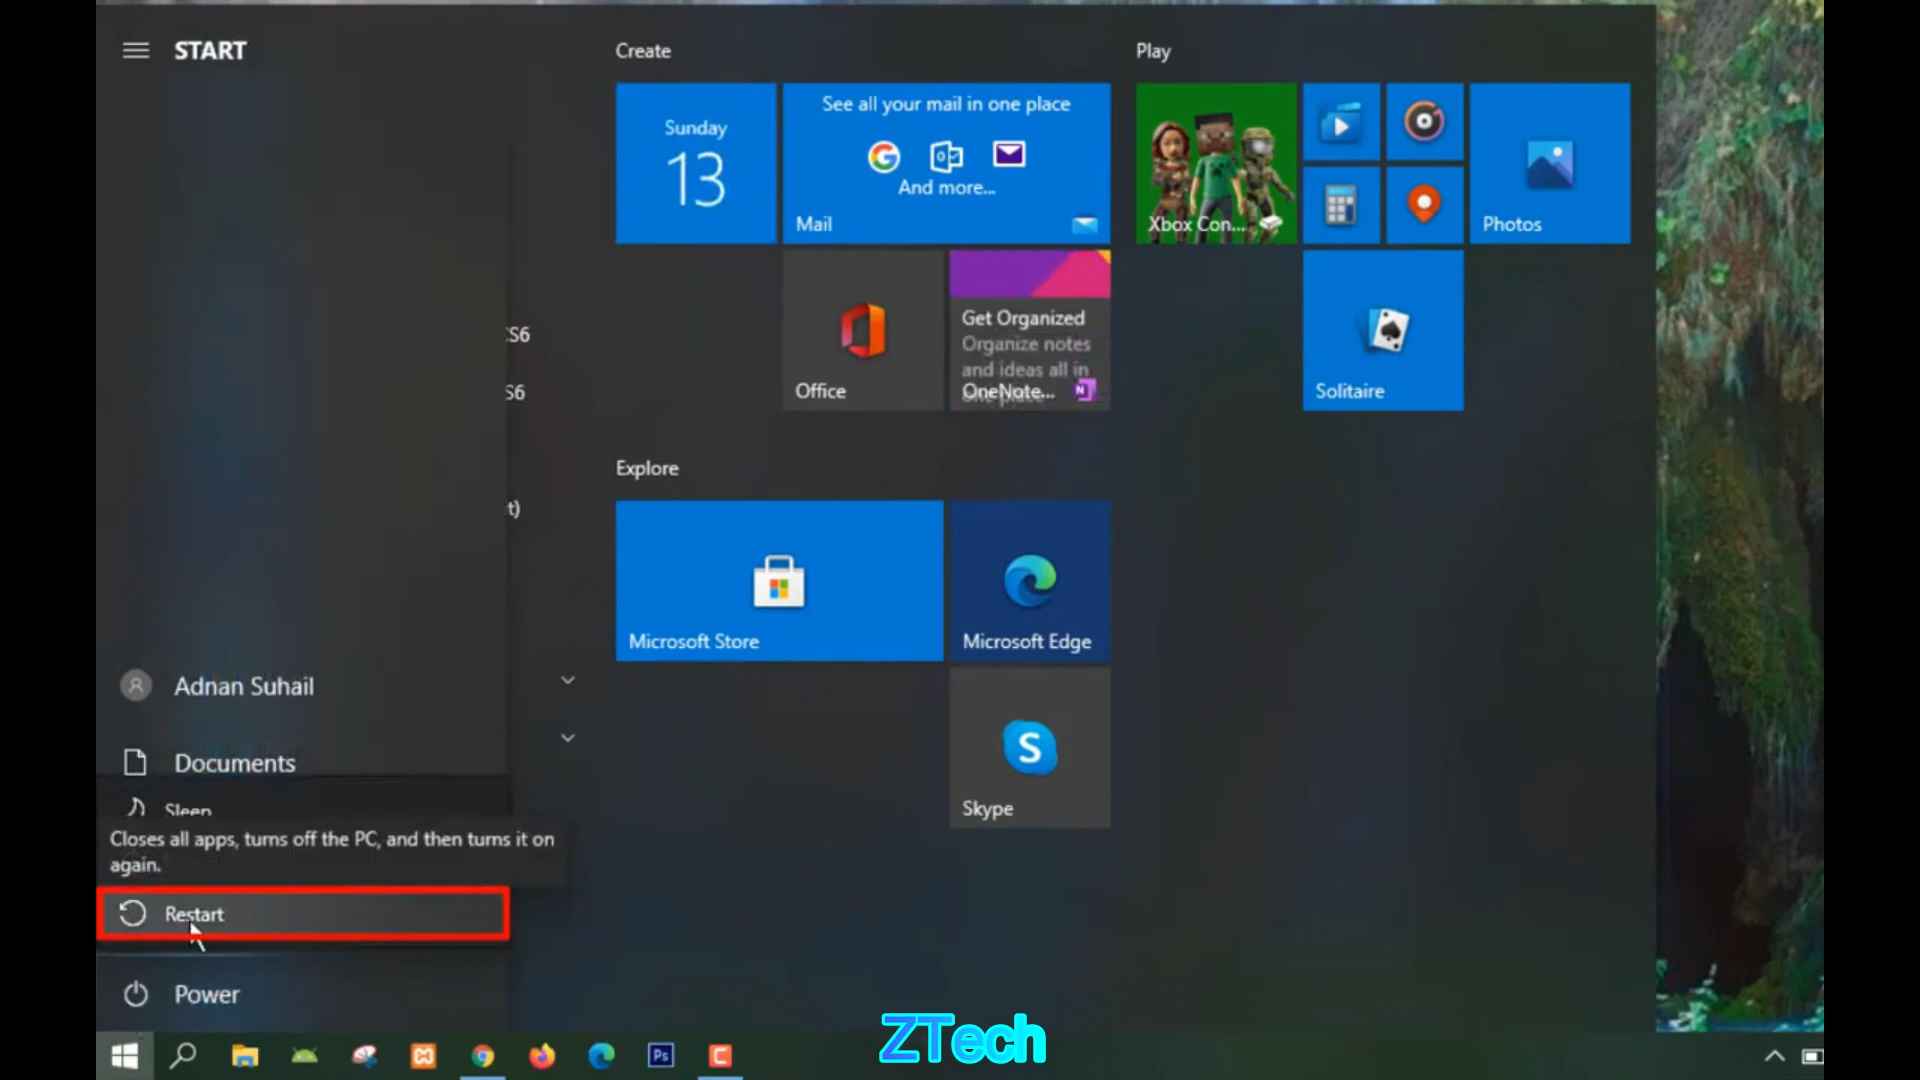 START
Create
Play
Sunday
13
See all your mail in one place
And more...
Mail
Xbox Con...
Photos
CS6
S6
Office
Get Organized
Organize notes
and ideas all in
OneNote...
Solitaire
Explore
t)
Microsoft Store
Microsoft Edge
Adnan Suhail
Documents
Sleep
Skype
Closes all apps, turns off the PC, and then turns it on
again.
Restart
Power
ZTech
Ps